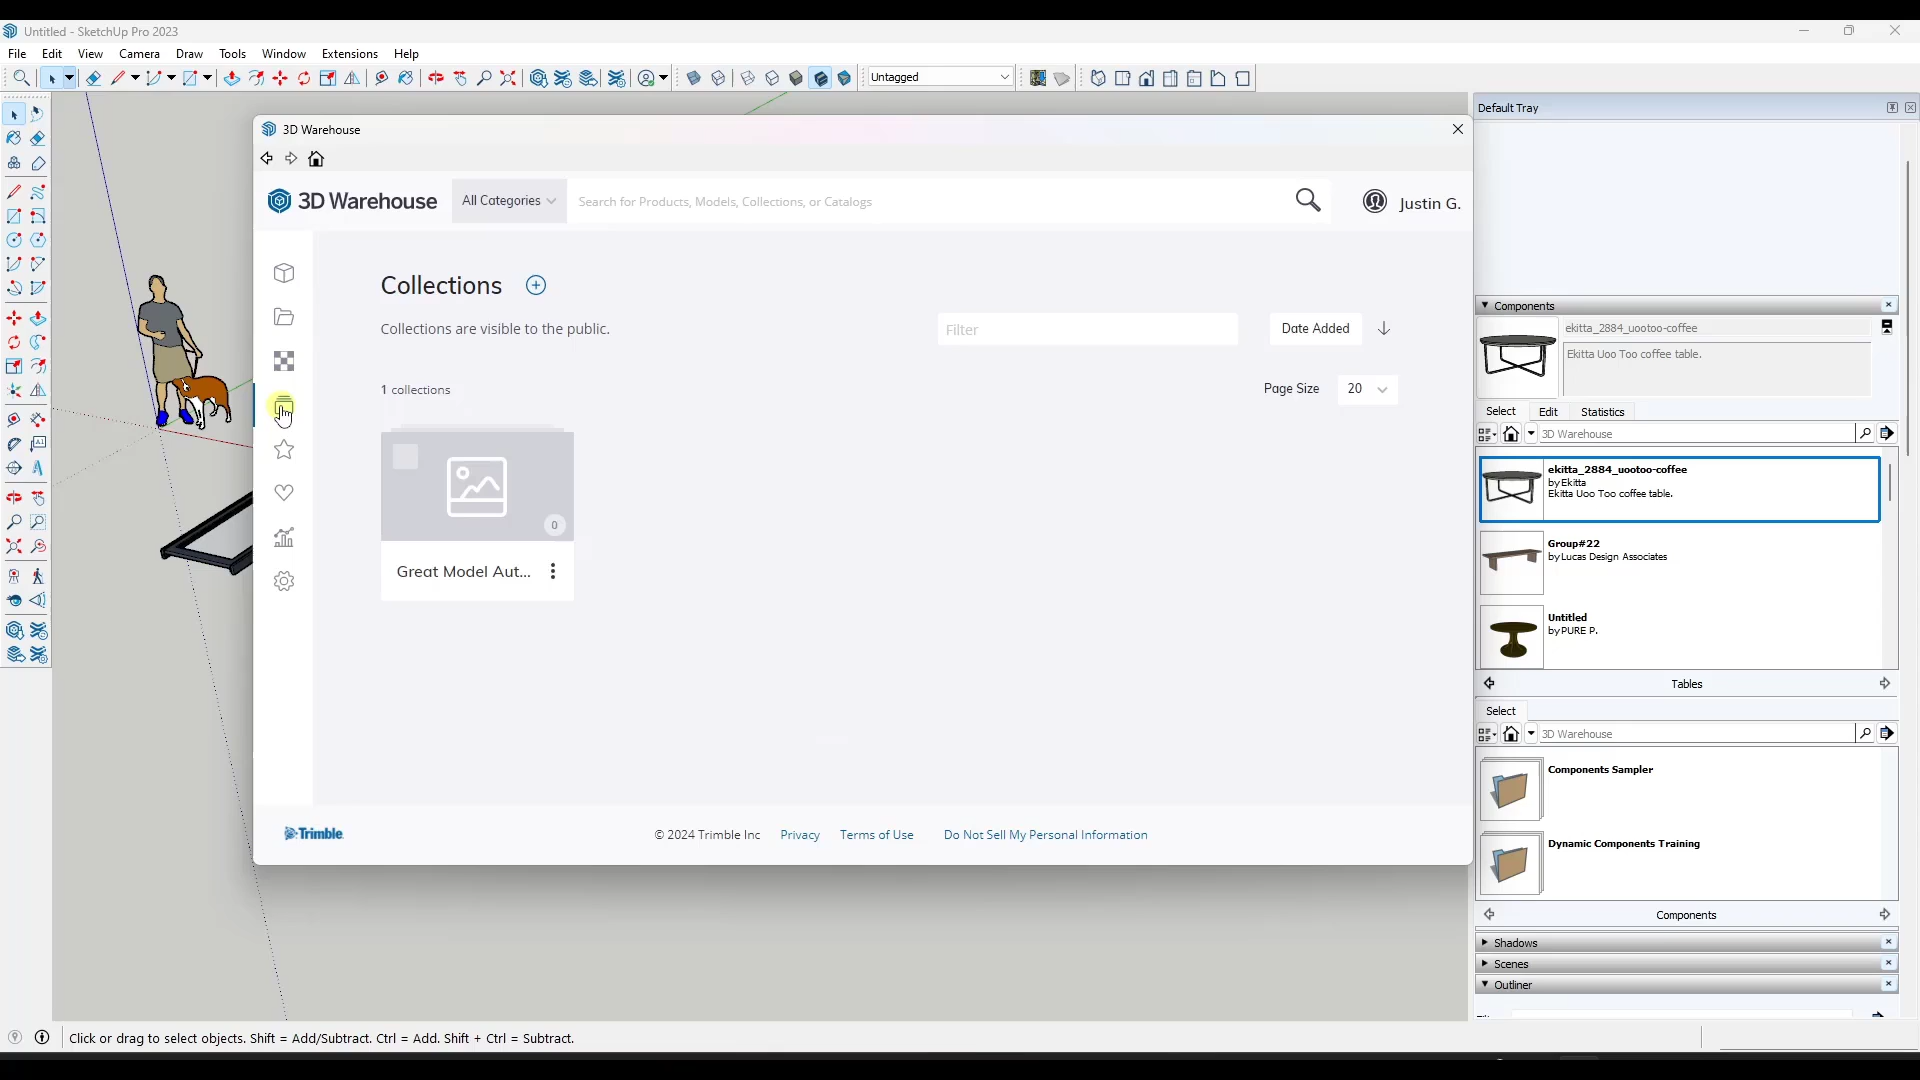 Untitled - SketchUp Pro 2023
File Edit View Camera Draw Tools Window Extensions Help
Untagged
Default Tray
3D Warehouse
3D Warehouse
All Categories
Search for Products, Models, Collections, or Catalogs
Justin G.
Collections
Collections are visible to the public.
Filter
Date Added
1 collections
Page Size
20
0
Great Model Aut...
Trimble
© 2024 Trimble Inc
Privacy
Terms of Use
Do Not Sell My Personal Information
Components
ekitta_2884_uootoo-coffee
Ekitta Uoo Too coffee table.
Select Edit Statistics
3D Warehouse
ekitta_2884_uootoo-coffee
by Ekitta
Ekitta Uoo Too coffee table.
Group#22
by Lucas Design Associates
Untitled
by PURE P.
Tables
Select
3D Warehouse
Components Sampler
Dynamic Components Training
Components
Shadows
Scenes
Outliner
Click or drag to select objects. Shift = Add/Subtract. Ctrl = Add. Shift + Ctrl = Subtract.